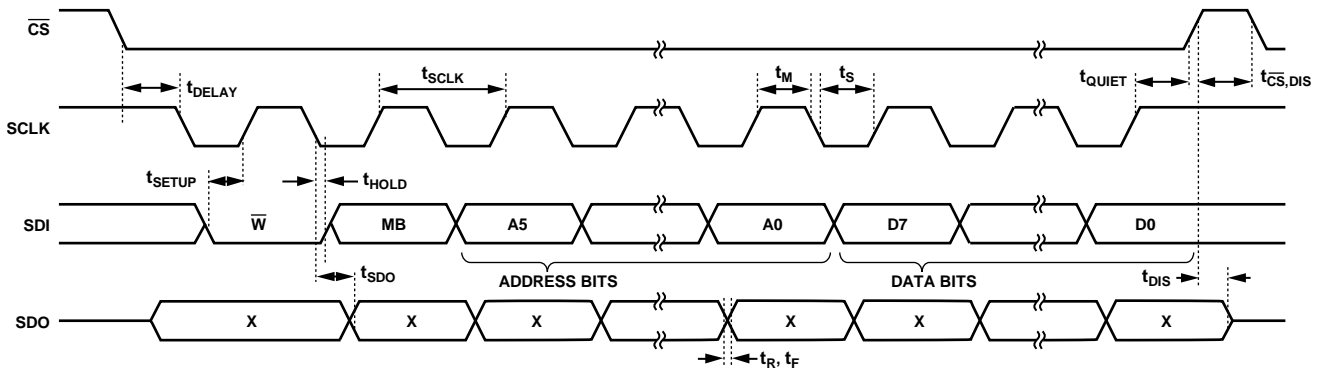 CS
tDELAY
tSCLK
tM
tS
tQUIET
tCS,DIS
SCLK
tSETUP
tHOLD
SDI
W
MB
A5
A0
D7
D0
tSDO
ADDRESS BITS
DATA BITS
tDIS
SDO
X
X
X
X
X
X
tR, tF